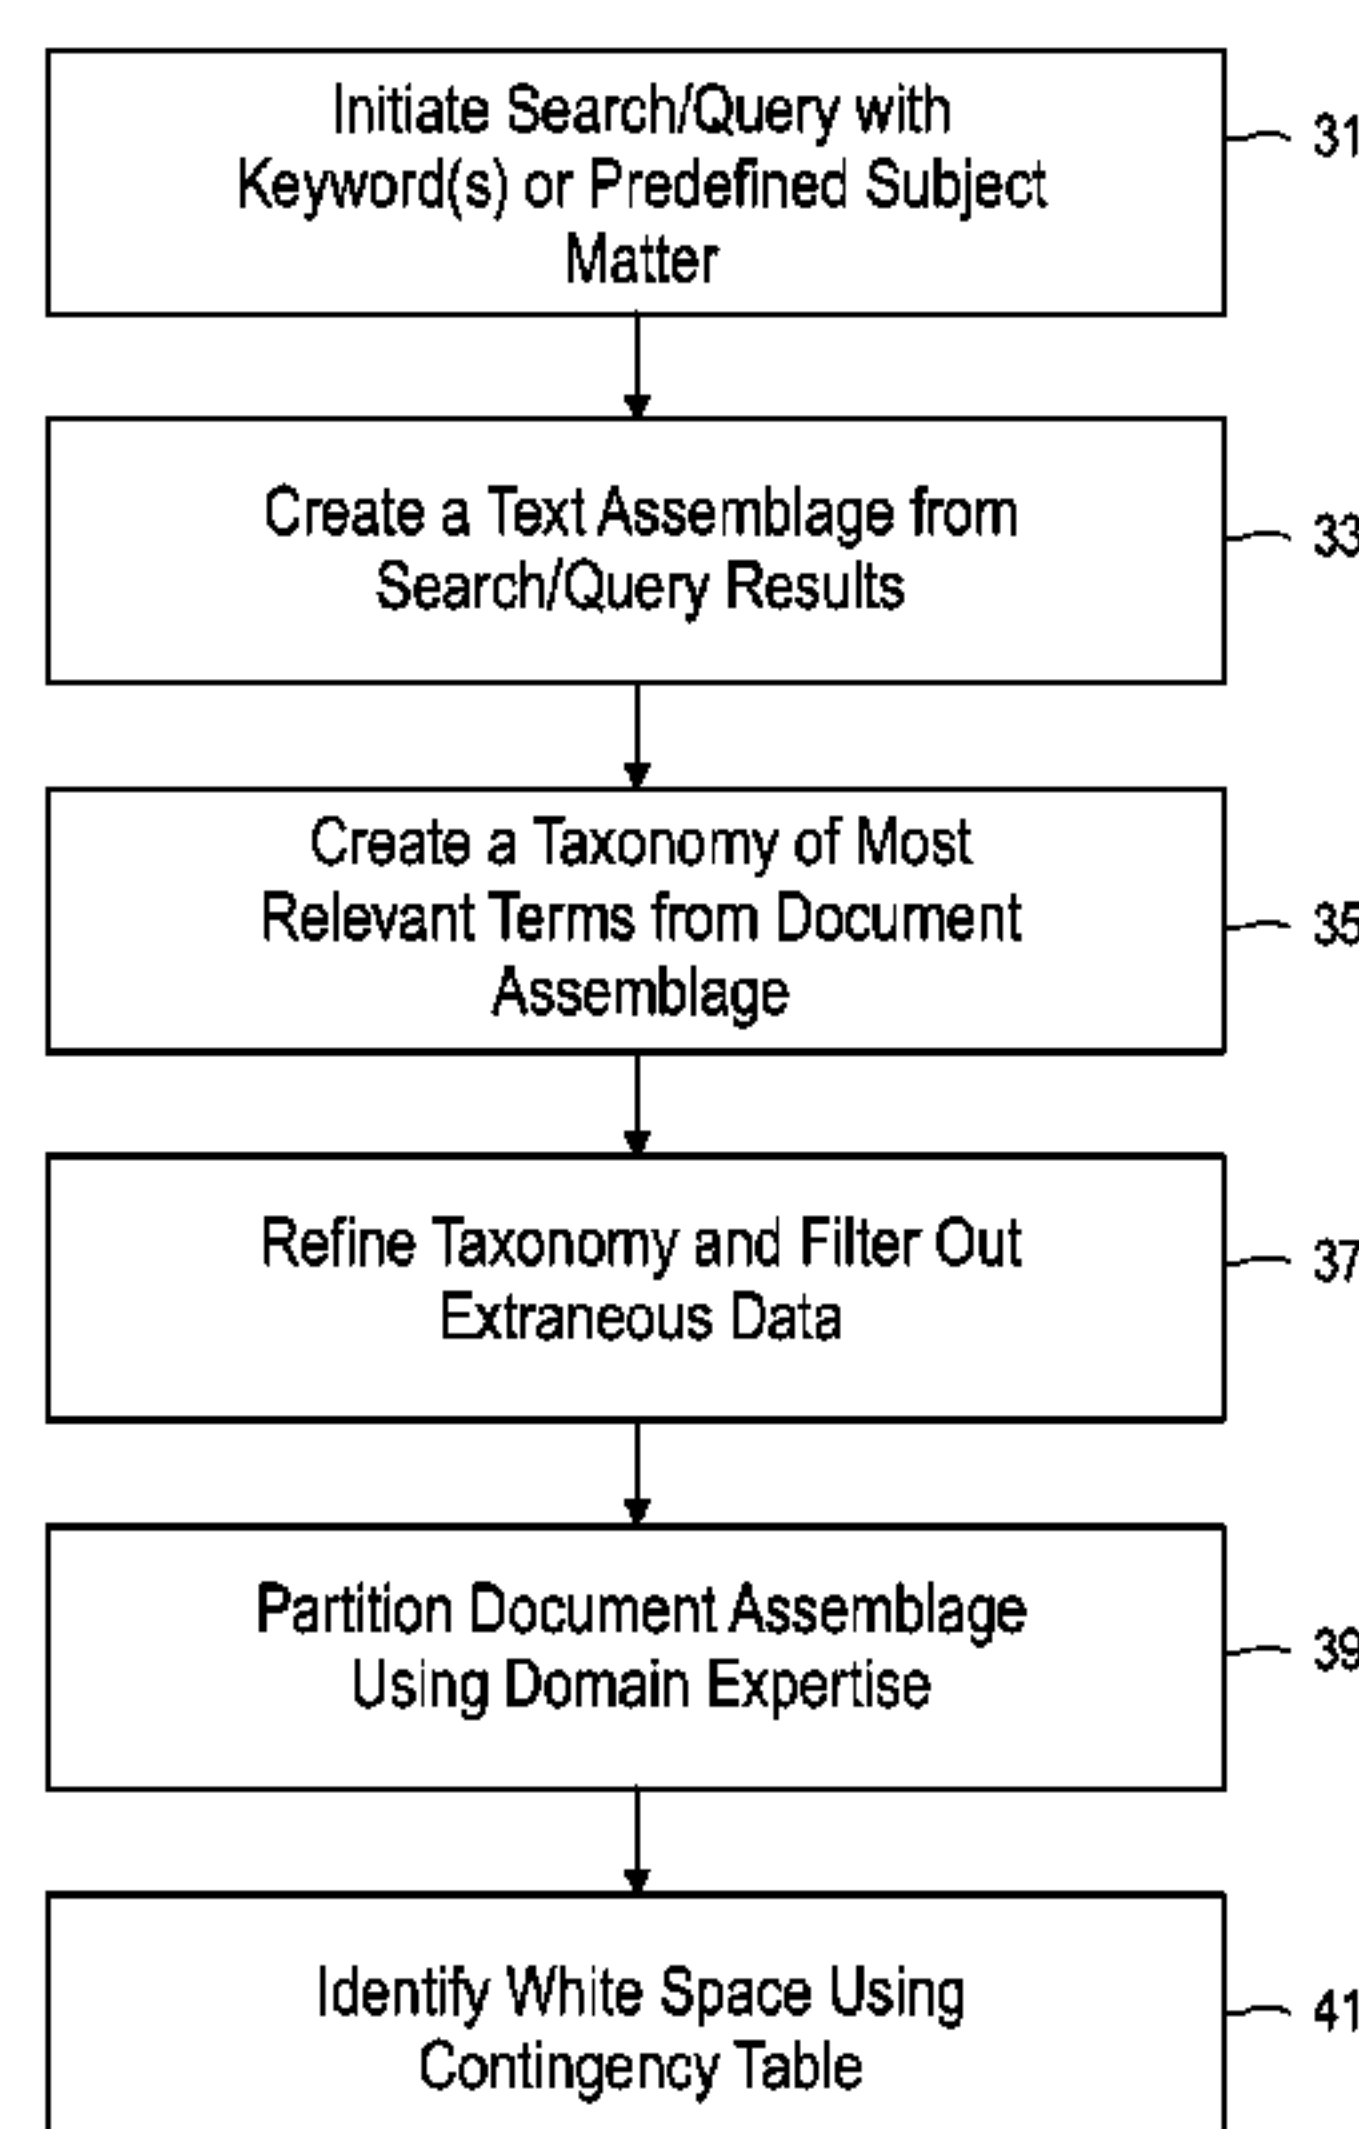 Initiate Search/Query with
Keyword(s) or Predefined Subject
Matter
31
Create a Text Assemblage from
Search/Query Results
33
Create a Taxonomy of Most
Relevant Terms from Document
Assemblage
35
Refine Taxonomy and Filter Out
Extraneous Data
37
Partition Document Assemblage
Using Domain Expertise
39
Identify White Space Using
Contingency Table
41